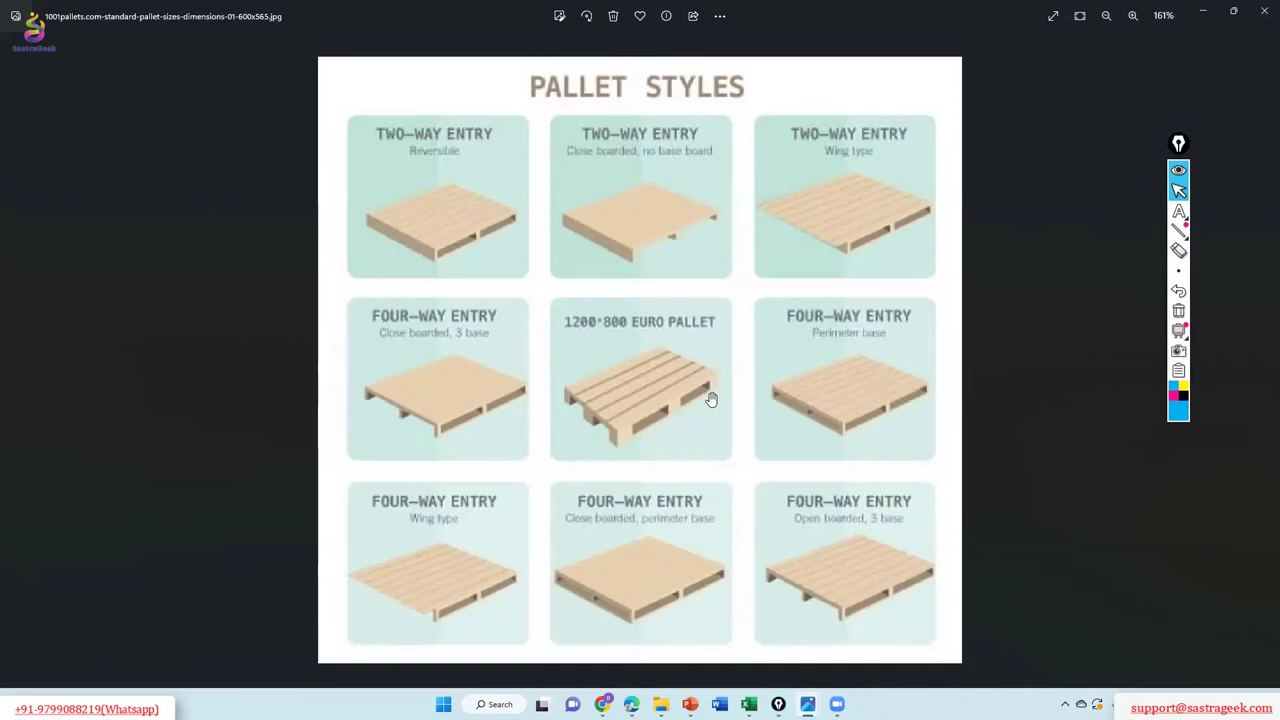 1001pallets.com-standard-pallet-sizes-dimensions-01-600x565.jpg
161%
SastraGeek
PALLET STYLES
TWO-WAY ENTRY
Reversible
TWO-WAY ENTRY
Close boarded, no base board
TWO-WAY ENTRY
Wing type
FOUR-WAY ENTRY
Close boarded, 3 base
1200*800 EURO PALLET
FOUR-WAY ENTRY
Perimeter base
FOUR-WAY ENTRY
Wing type
FOUR-WAY ENTRY
Close boarded, perimeter base
FOUR-WAY ENTRY
Open boarded, 3 base
Search
+91-9799088219(Whatsapp)
support@sastrageek.com